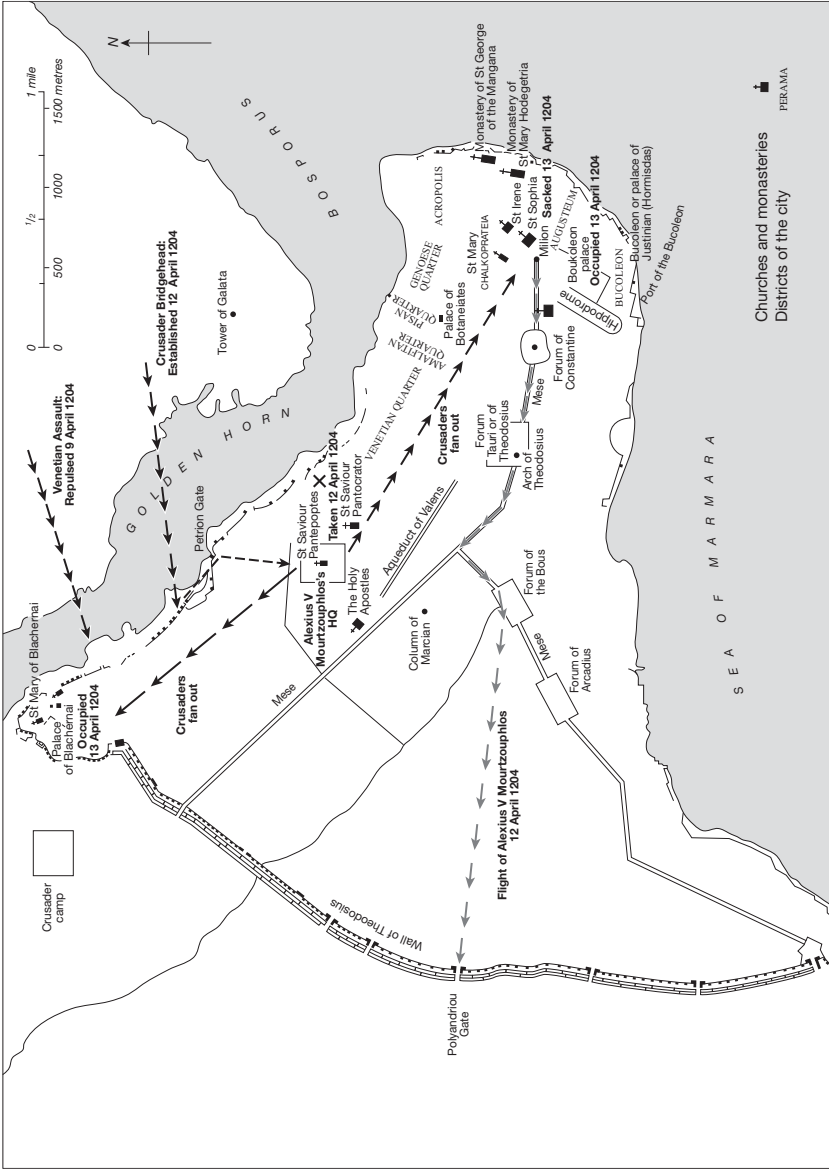 N
0
1/2
1 mile
0
500
1000
1500 metres
BOSPORUS
GOLDEN HORN
SEA OF MARMARA
Venetian Assault:
Repulsed 9 April 1204
Crusader Bridgehead:
Established 12 April 1204
Tower of Galata
Petrion Gate
St Mary of Blachernai
Palace
of Blachernai
Occupied
13 April 1204
Crusader
camp
Crusaders
fan out
Alexius V
Mourtzouphlos's
HQ
St Saviour
Pantepoptes
Taken 12 April 1204
St Saviour
Pantocrator
The Holy
Apostles
VENETIAN QUARTER
AMALFITAN
QUARTER
PISAN
QUARTER
GENOESE
QUARTER
ACROPOLIS
Palace of
Botaneiates
Crusaders
fan out
St Mary
CHALKOPRATEIA
St Irene
St Sophia
Sacked 13 April 1204
Milion
AUGUSTEUM
Monastery of St George
of the Mangana
Monastery of
St Mary Hodegetria
Boukoleon
palace
Occupied 13 April 1204
Hippodrome
BUCOLEON
Bucoleon or palace of
Justinian (Hormisdas)
Port of the Bucoleon
Forum of
Constantine
Mese
Forum
Tauri or of
Theodosius
Arch of
Theodosius
Aqueduct of Valens
Column of
Marcian
Mese
Forum of
the Bous
Mese
Forum of
Arcadius
Flight of Alexius V Mourtzouphlos
12 April 1204
Wall of Theodosius
Polyandriou
Gate
Churches and monasteries
Districts of the city
PERAMA